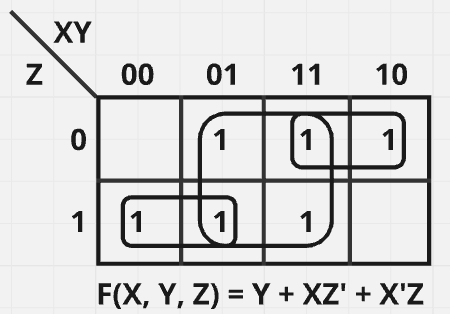 XY
Z 00 01 11 10
0 1 1 1
1 1 1 1
F(X, Y, Z) = Y + XZ' + X'Z